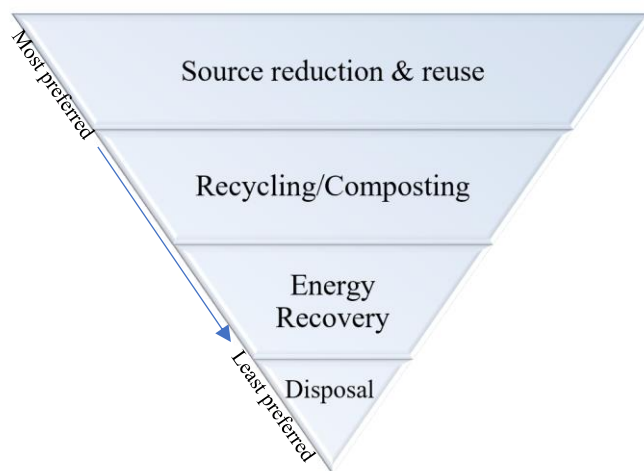 Most preferred
Source reduction & reuse
Recycling/Composting
Energy
Recovery
Least preferred
Disposal